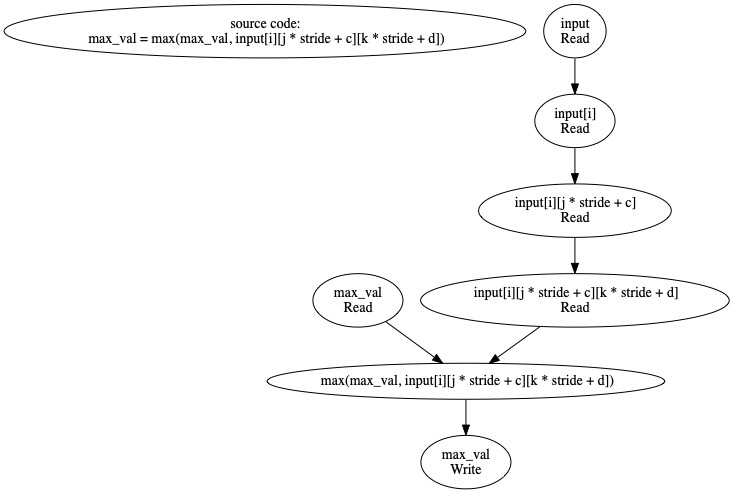 source code:
max_val = max(max_val, input[i][j * stride + c][k * stride + d])
input
Read
input[i]
Read
input[i][j * stride + c]
Read
max_val
Read
input[i][j * stride + c][k * stride + d]
Read
max(max_val, input[i][j * stride + c][k * stride + d])
max_val
Write